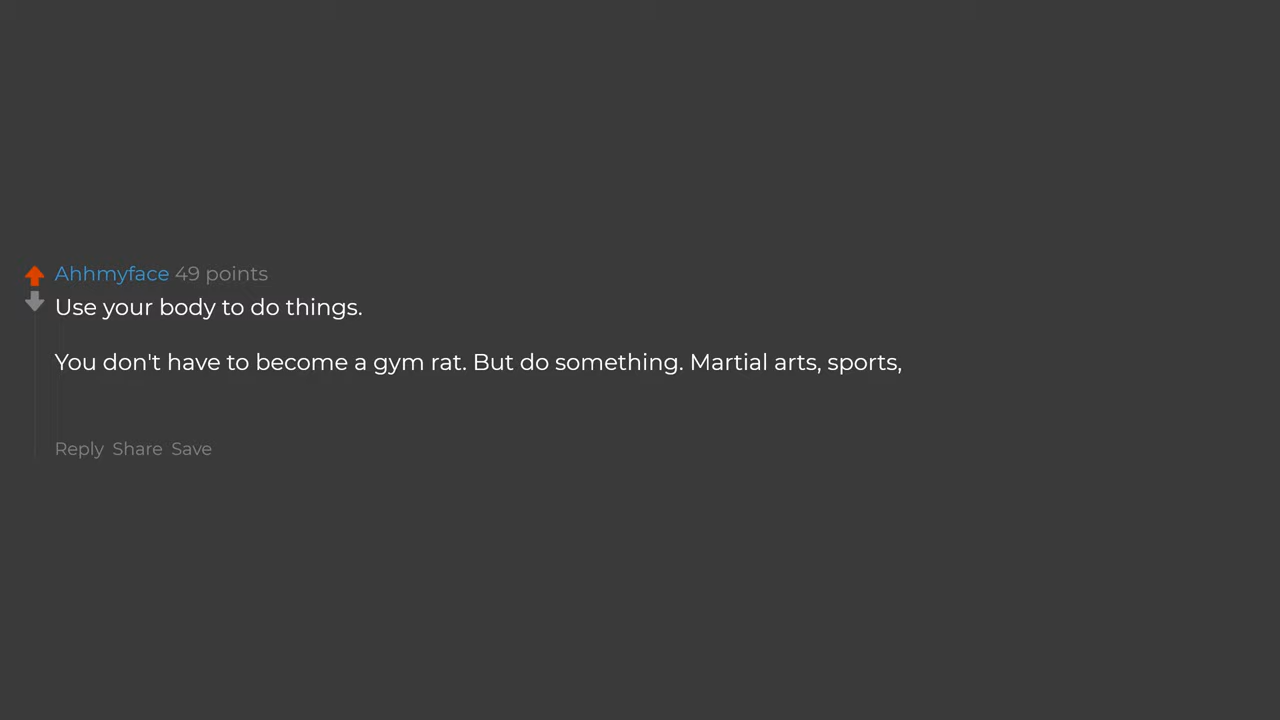 Ahhmyface 49 points
Use your body to do things.
You don't have to become a gym rat. But do something. Martial arts, sports,
Reply Share Save